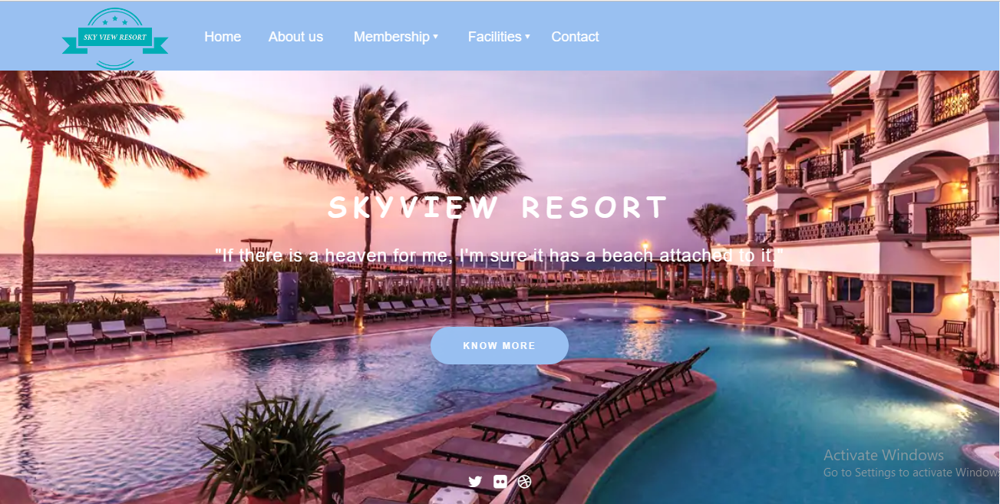 SKY VIEW RESORT
Home About us Membership Facilities Contact
SKYVIEW RESORT
"If there is a heaven for me, I'm sure it has a beach attached to it."
KNOW MORE
Activate Windows
Go to Settings to activate Windows